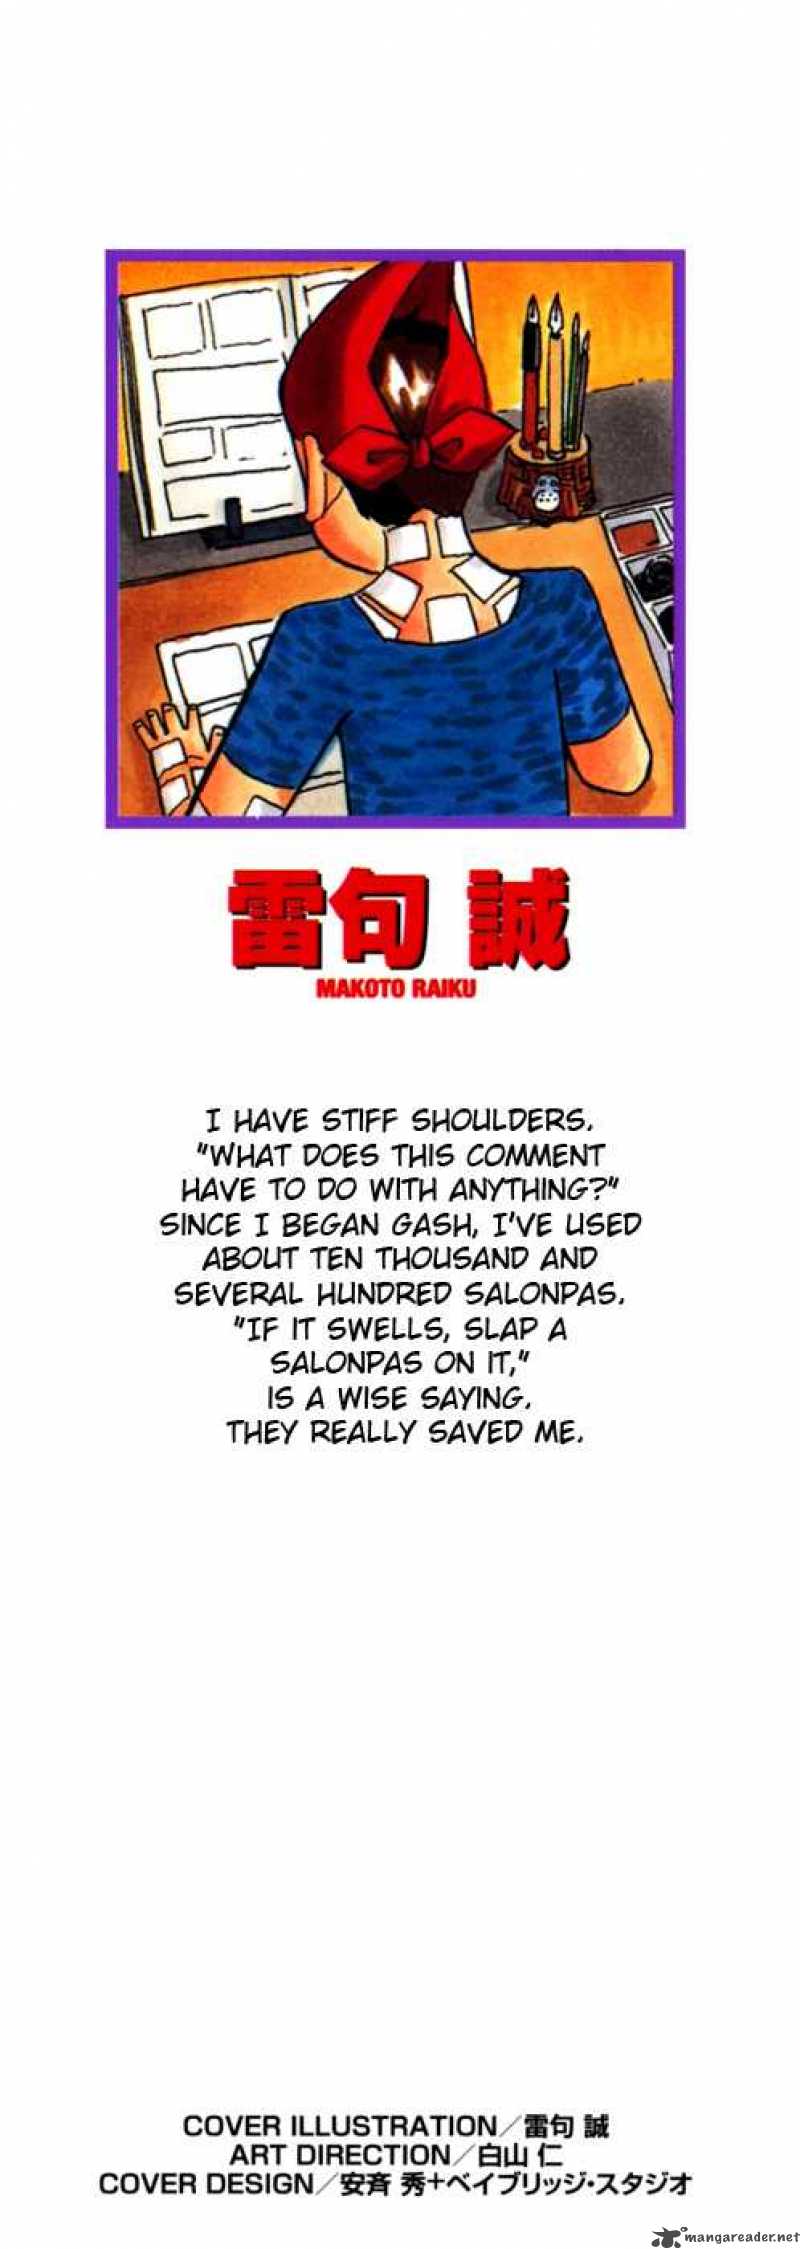 雷句 誠
MAKOTO RAIKU
I HAVE STIFF SHOULDERS.
"WHAT DOES THIS COMMENT
HAVE TO DO WITH ANYTHING?"
SINCE I BEGAN GASH, I'VE USED
ABOUT TEN THOUSAND AND
SEVERAL HUNDRED SALONPAS.
"IF IT SWELLS, SLAP A
SALONPAS ON IT,"
IS A WISE SAYING.
THEY REALLY SAVED ME.
COVER ILLUSTRATION／雷句 誠
ART DIRECTION／白山 仁
COVER DESIGN／安斉 秀+ベイブリッジ・スタジオ
mangareader.net